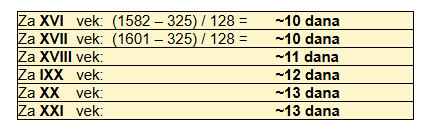 Za XVI vek: (1582 – 325) / 128 = ~10 dana
Za XVII vek: (1601 – 325) / 128 = ~10 dana
Za XVIII vek: ~11 dana
Za IXX vek: ~12 dana
Za XX vek: ~13 dana
Za XXI vek: ~13 dana